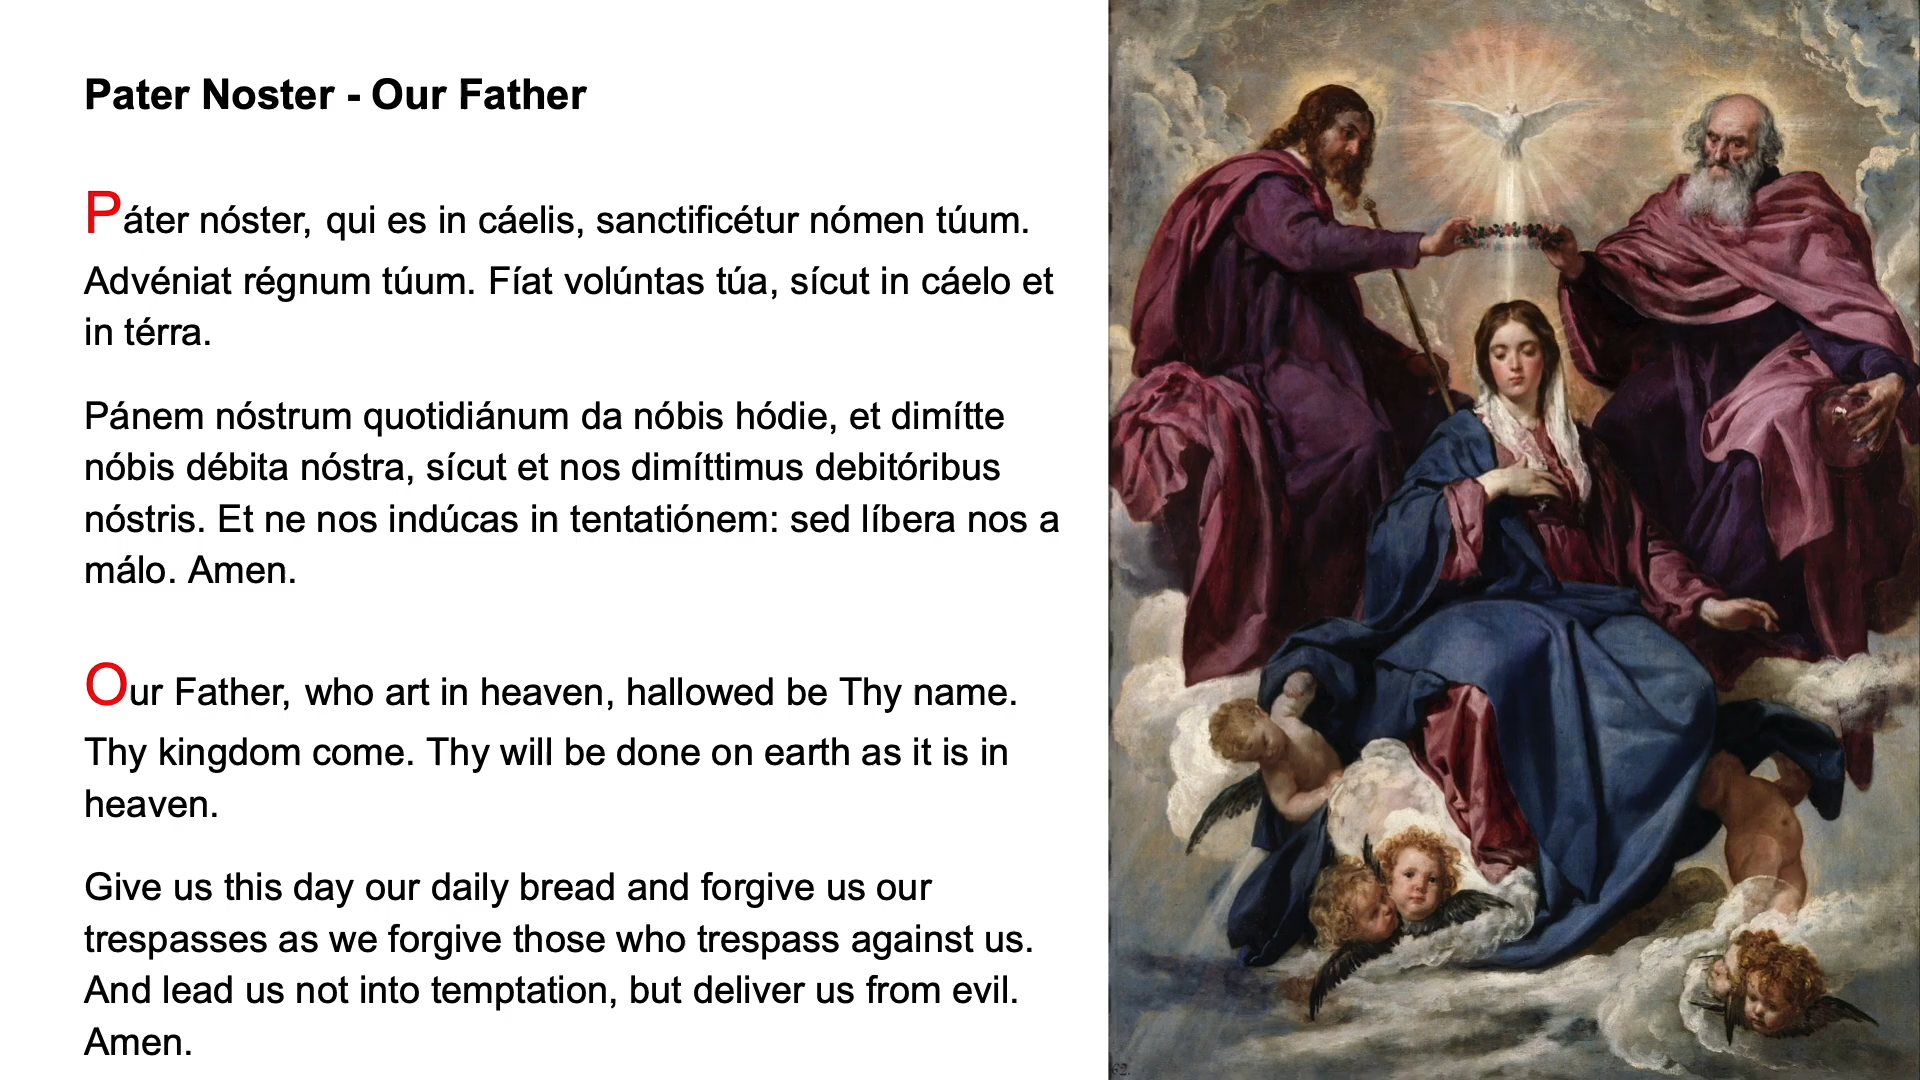 Pater Noster - Our Father
Páter nóster, qui es in cáelis, sanctificétur nómen túum.
Advéniat régnum túum. Fíat volúntas túa, sícut in cáelo et
in térra.
Pánem nóstrum quotidiánum da nóbis hódie, et dimítte
nóbis débita nóstra, sícut et nos dimíttimus debitóribus
nóstris. Et ne nos indúcas in tentatiónem: sed líbera nos a
málo. Amen.
Our Father, who art in heaven, hallowed be Thy name.
Thy kingdom come. Thy will be done on earth as it is in
heaven.
Give us this day our daily bread and forgive us our
trespasses as we forgive those who trespass against us.
And lead us not into temptation, but deliver us from evil.
Amen.
62.